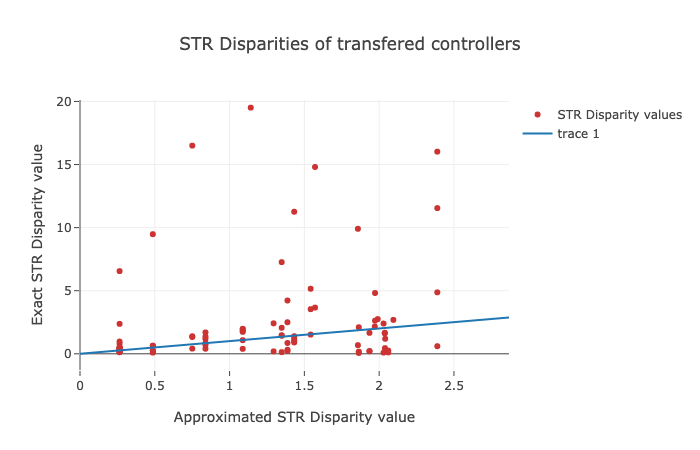 STR Disparities of transfered controllers
20
15
10
5
0
0 0.5 1 1.5 2 2.5
Exact STR Disparity value
Approximated STR Disparity value
STR Disparity values
trace 1